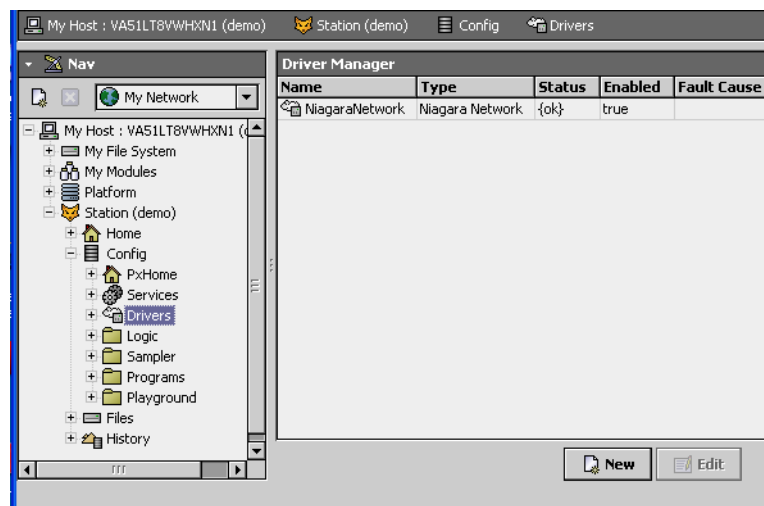 My Host : VA51LT8VWHXN1 (demo) Station (demo) Config Drivers
Nav
My Network
My Host : VA51LT8VWHXN1 (
My File System
My Modules
Platform
Station (demo)
Home
Config
PxHome
Services
Drivers
Logic
Sampler
Programs
Playground
Files
History
Driver Manager
Name Type Status Enabled Fault Cause
NiagaraNetwork Niagara Network {ok} true
New Edit